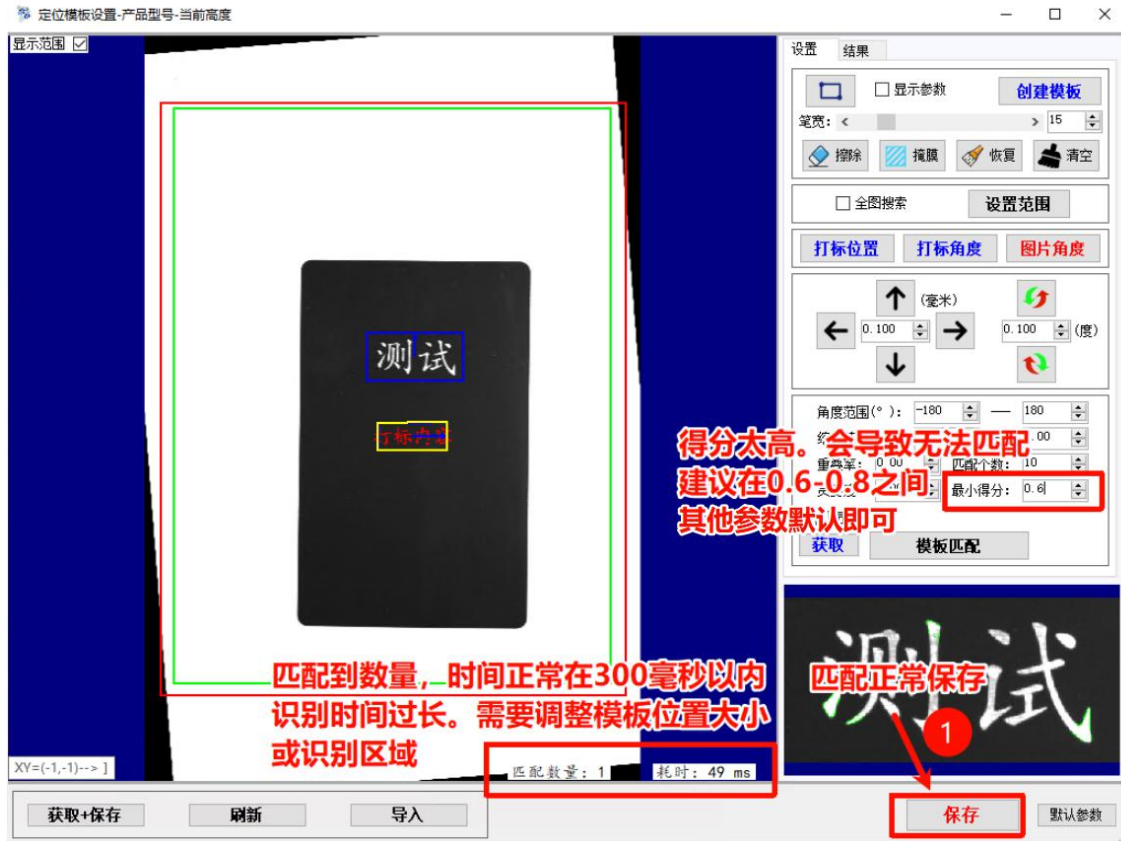 定位模板设置-产品型号-当前高度
显示范围
设置 结果
显示参数 创建模板
笔宽: 15
擦除 掩膜 恢复 清空
全图搜索 设置范围
打标位置 打标角度 图片角度
(毫米)
0.100 0.100 (度)
角度范围(°): -180 — 180
得分太高。会导致无法匹配
建议在0.6-0.8之间
其他参数默认即可
重叠率: 0.00 匹配个数: 10
最小得分: 0.6
获取 模板匹配
测试
打标内容
测试
匹配到数量,时间正常在300毫秒以内
识别时间过长。需要调整模板位置大小
或识别区域
匹配正常保存
1
XY=(-1,-1)--> ]
匹配数量: 1 耗时: 49 ms
获取+保存 刷新 导入 保存 默认参数